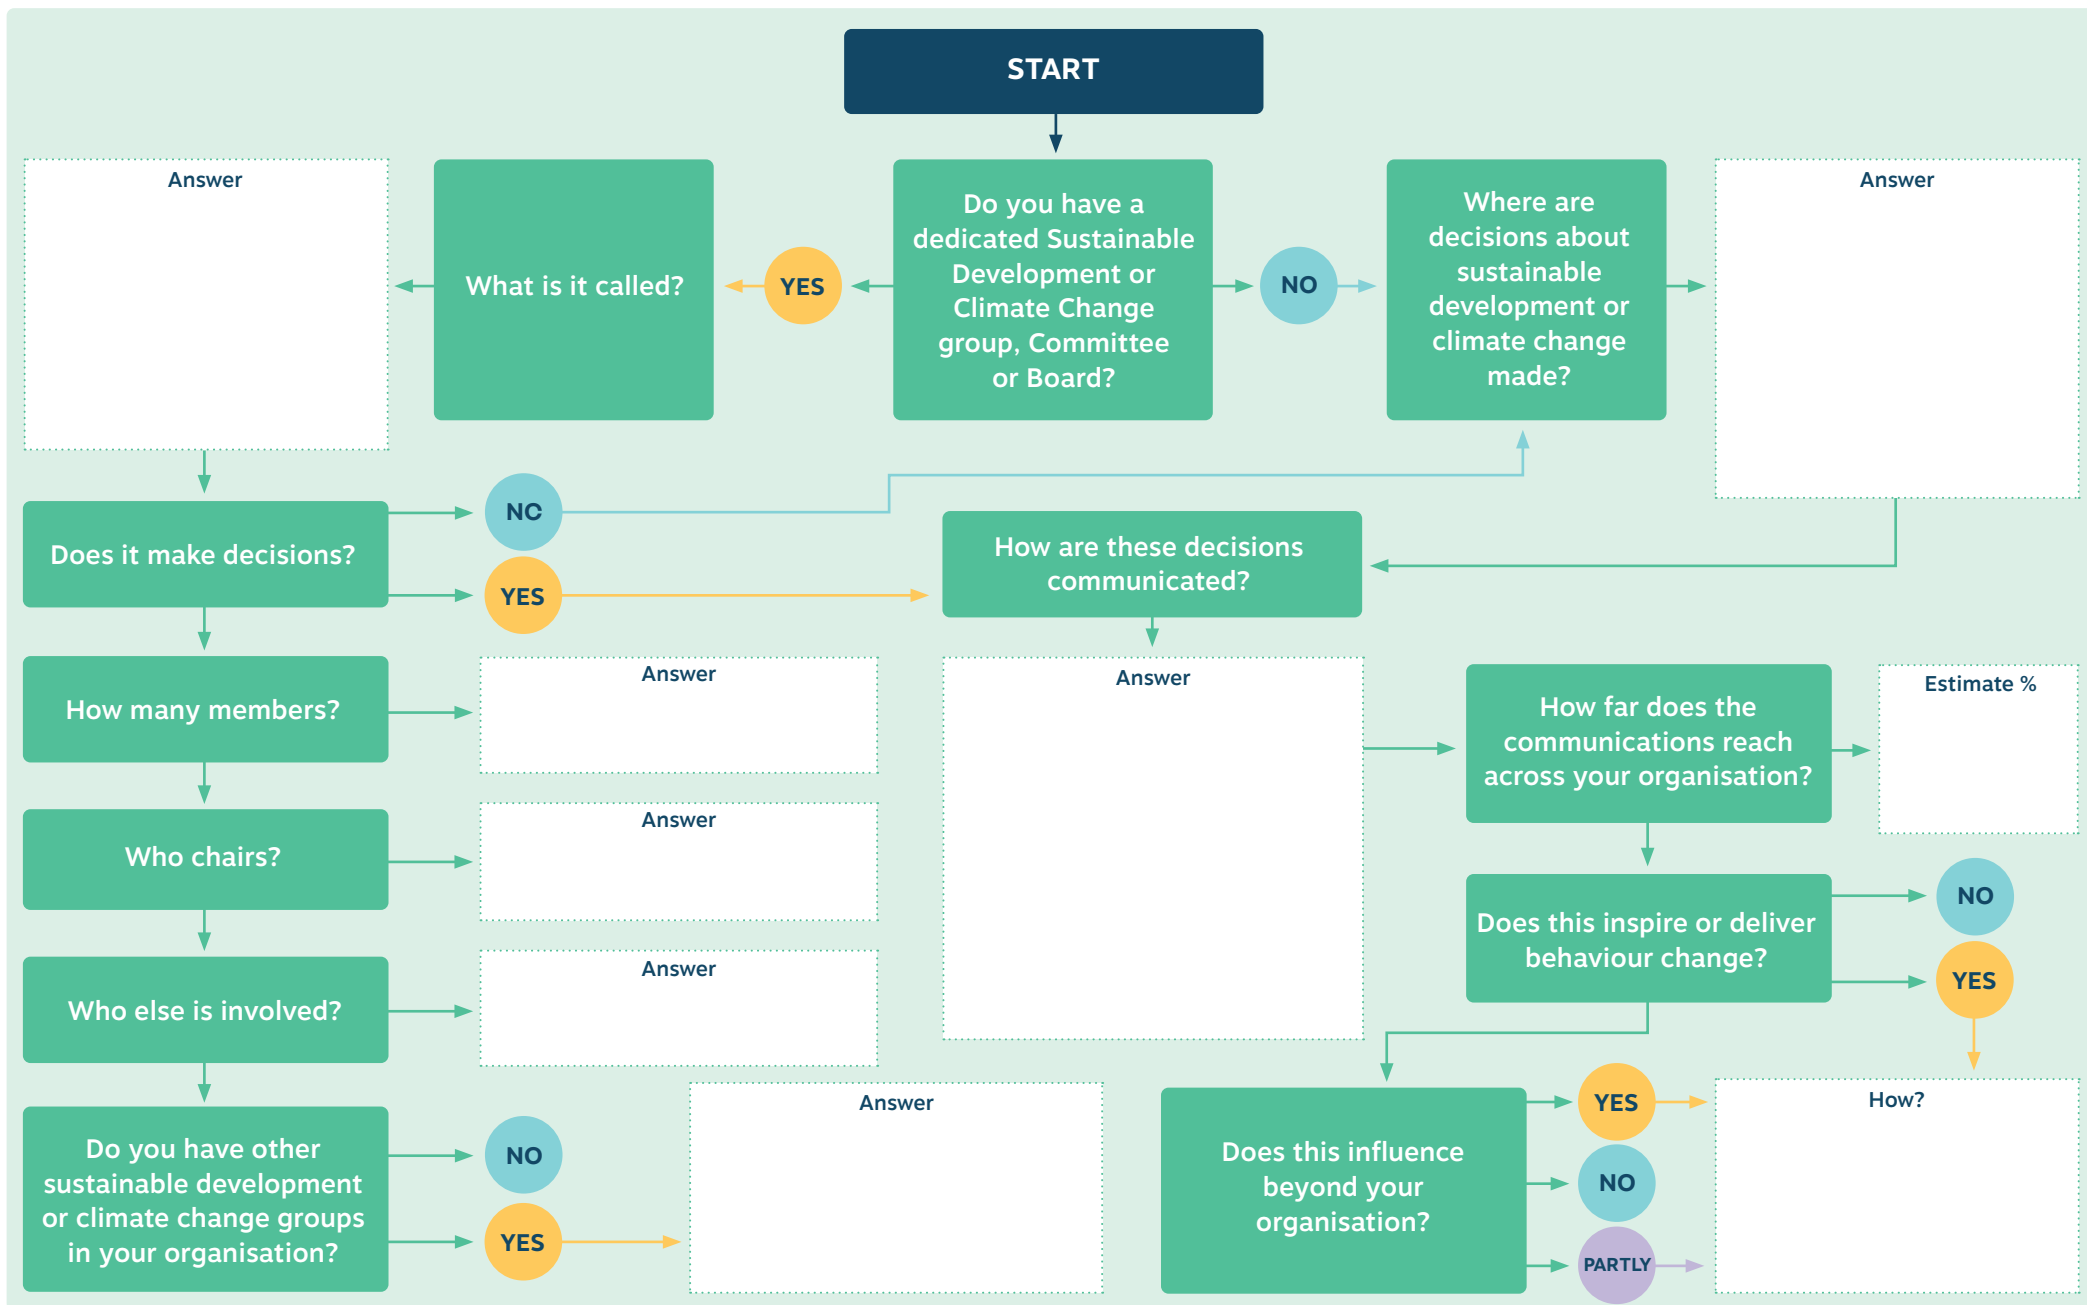 START
Answer
What is it called?
YES
Do you have a
dedicated Sustainable
Development or
Climate Change
group, Committee
or Board?
NO
Where are
decisions about
sustainable
development or
climate change
made?
Answer
Does it make decisions?
NO
YES
How are these decisions
communicated?
How many members?
Answer
Answer
How far does the
communications reach
across your organisation?
Estimate %
Who chairs?
Answer
Does this inspire or deliver
behaviour change?
NO
YES
Who else is involved?
Answer
Do you have other
sustainable development
or climate change groups
in your organisation?
NO
YES
Answer
Does this influence
beyond your
organisation?
YES
NO
PARTLY
How?